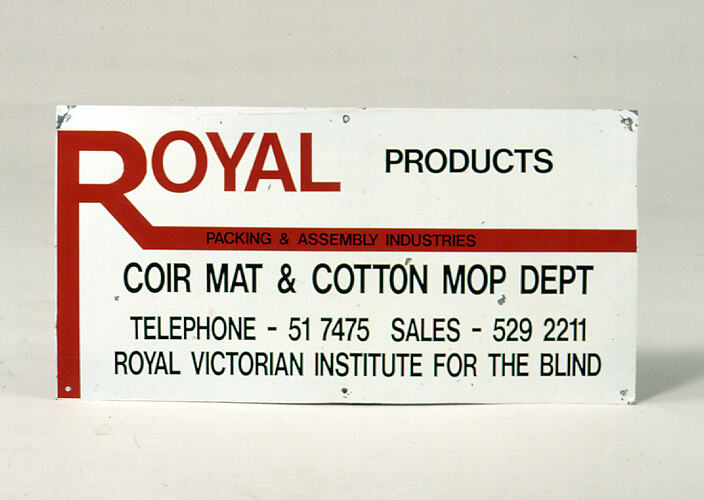 ROYAL PRODUCTS
PACKING & ASSEMBLY INDUSTRIES
COIR MAT & COTTON MOP DEPT
TELEPHONE - 51 7475 SALES - 529 2211
ROYAL VICTORIAN INSTITUTE FOR THE BLIND